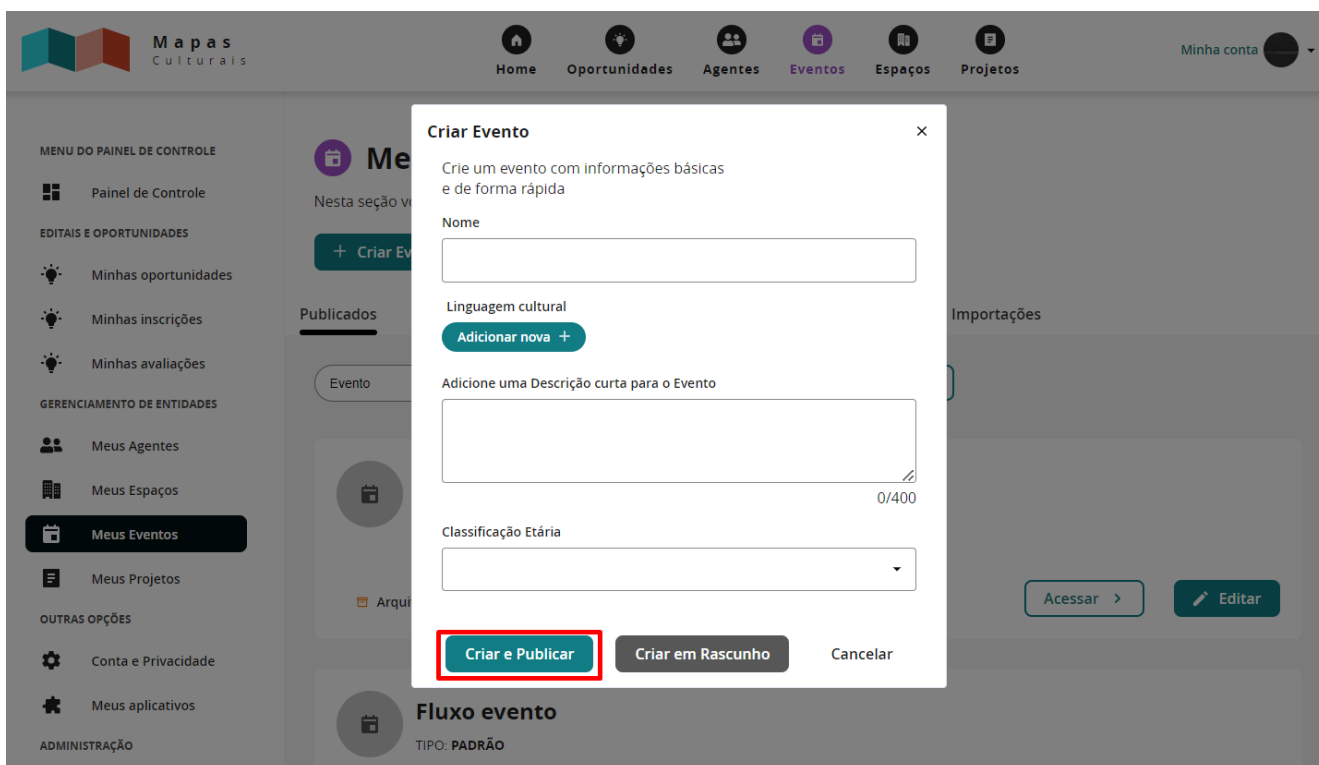 Mapas
Culturais
Home
Oportunidades
Agentes
Eventos
Espaços
Projetos
Minha conta
MENU DO PAINEL DE CONTROLE
Painel de Controle
EDITAIS E OPORTUNIDADES
Minhas oportunidades
Minhas inscrições
Minhas avaliações
GERENCIAMENTO DE ENTIDADES
Meus Agentes
Meus Espaços
Meus Eventos
Meus Projetos
OUTRAS OPÇÕES
Conta e Privacidade
Meus aplicativos
ADMINISTRAÇÃO
Me
Nesta seção v
+ Criar Ev
Publicados
Importações
Evento
Criar Evento
×
Crie um evento com informações básicas
e de forma rápida
Nome
Linguagem cultural
Adicionar nova +
Adicione uma Descrição curta para o Evento
0/400
Classificação Etária
Criar e Publicar
Criar em Rascunho
Cancelar
Arqui
Acessar >
Editar
Fluxo evento
TIPO: PADRÃO